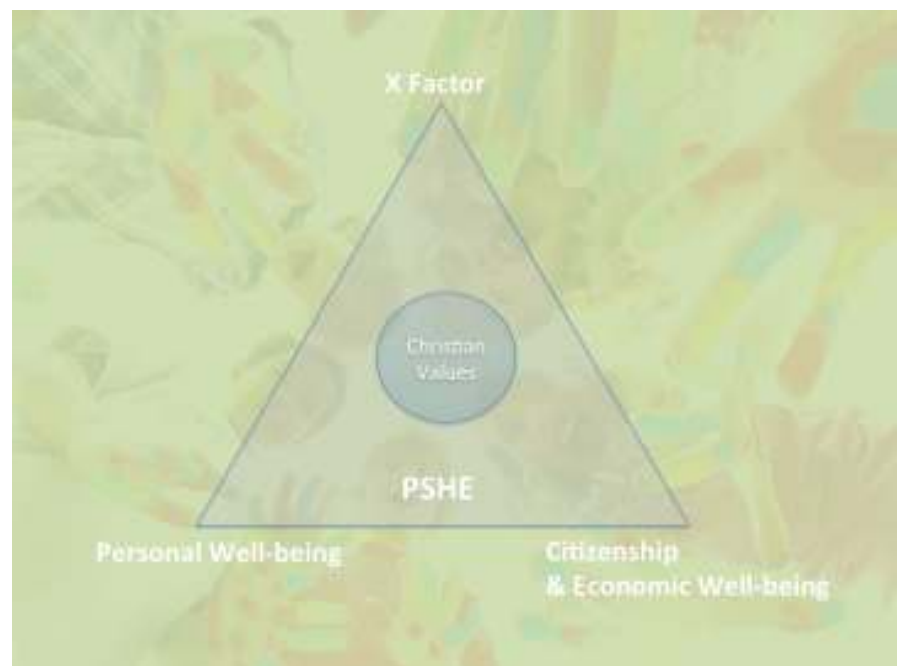 X Factor
Christian
Values
PSHE
Personal Well-being
Citizenship
& Economic Well-being